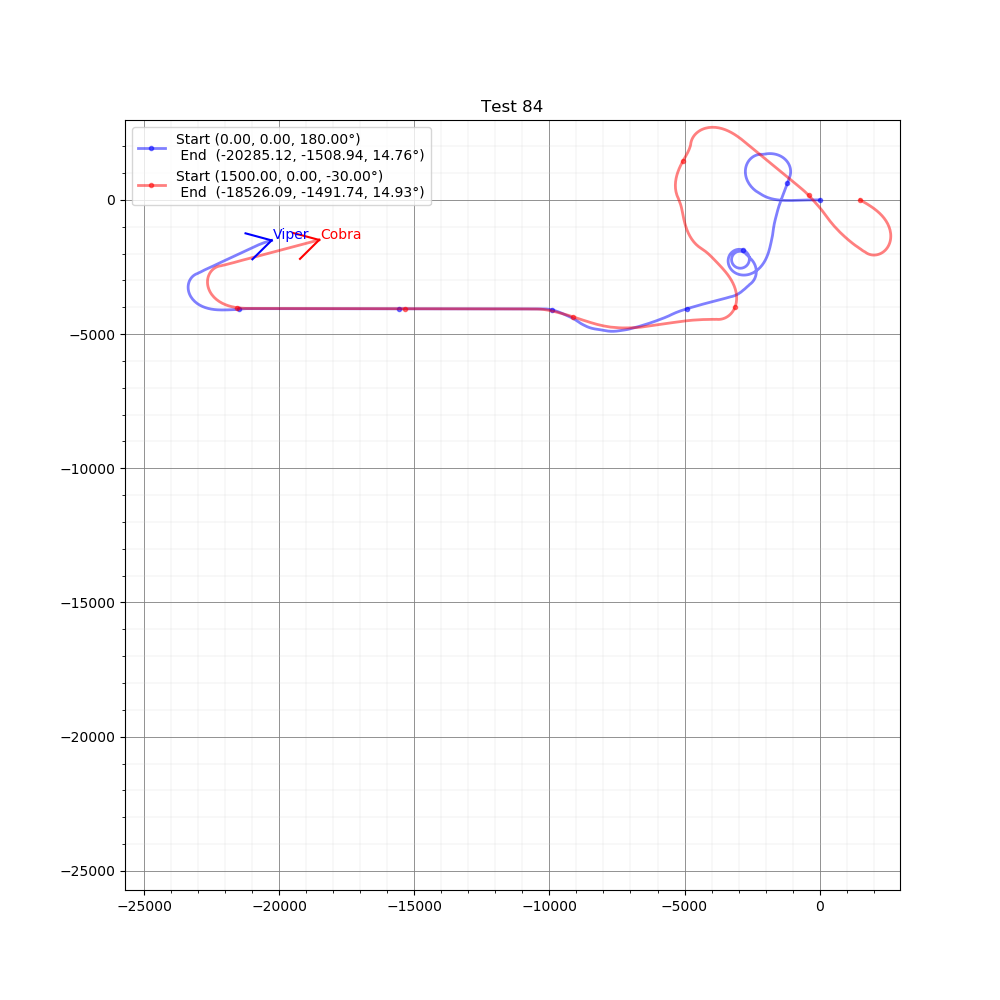 Test 84
Start (0.00, 0.00, 180.00°)
End  (-20285.12, -1508.94, 14.76°)
Start (1500.00, 0.00, -30.00°)
End  (-18526.09, -1491.74, 14.93°)
0
Viper Cobra
−5000
−10000
−15000
−20000
−25000
−25000 −20000 −15000 −10000 −5000 0